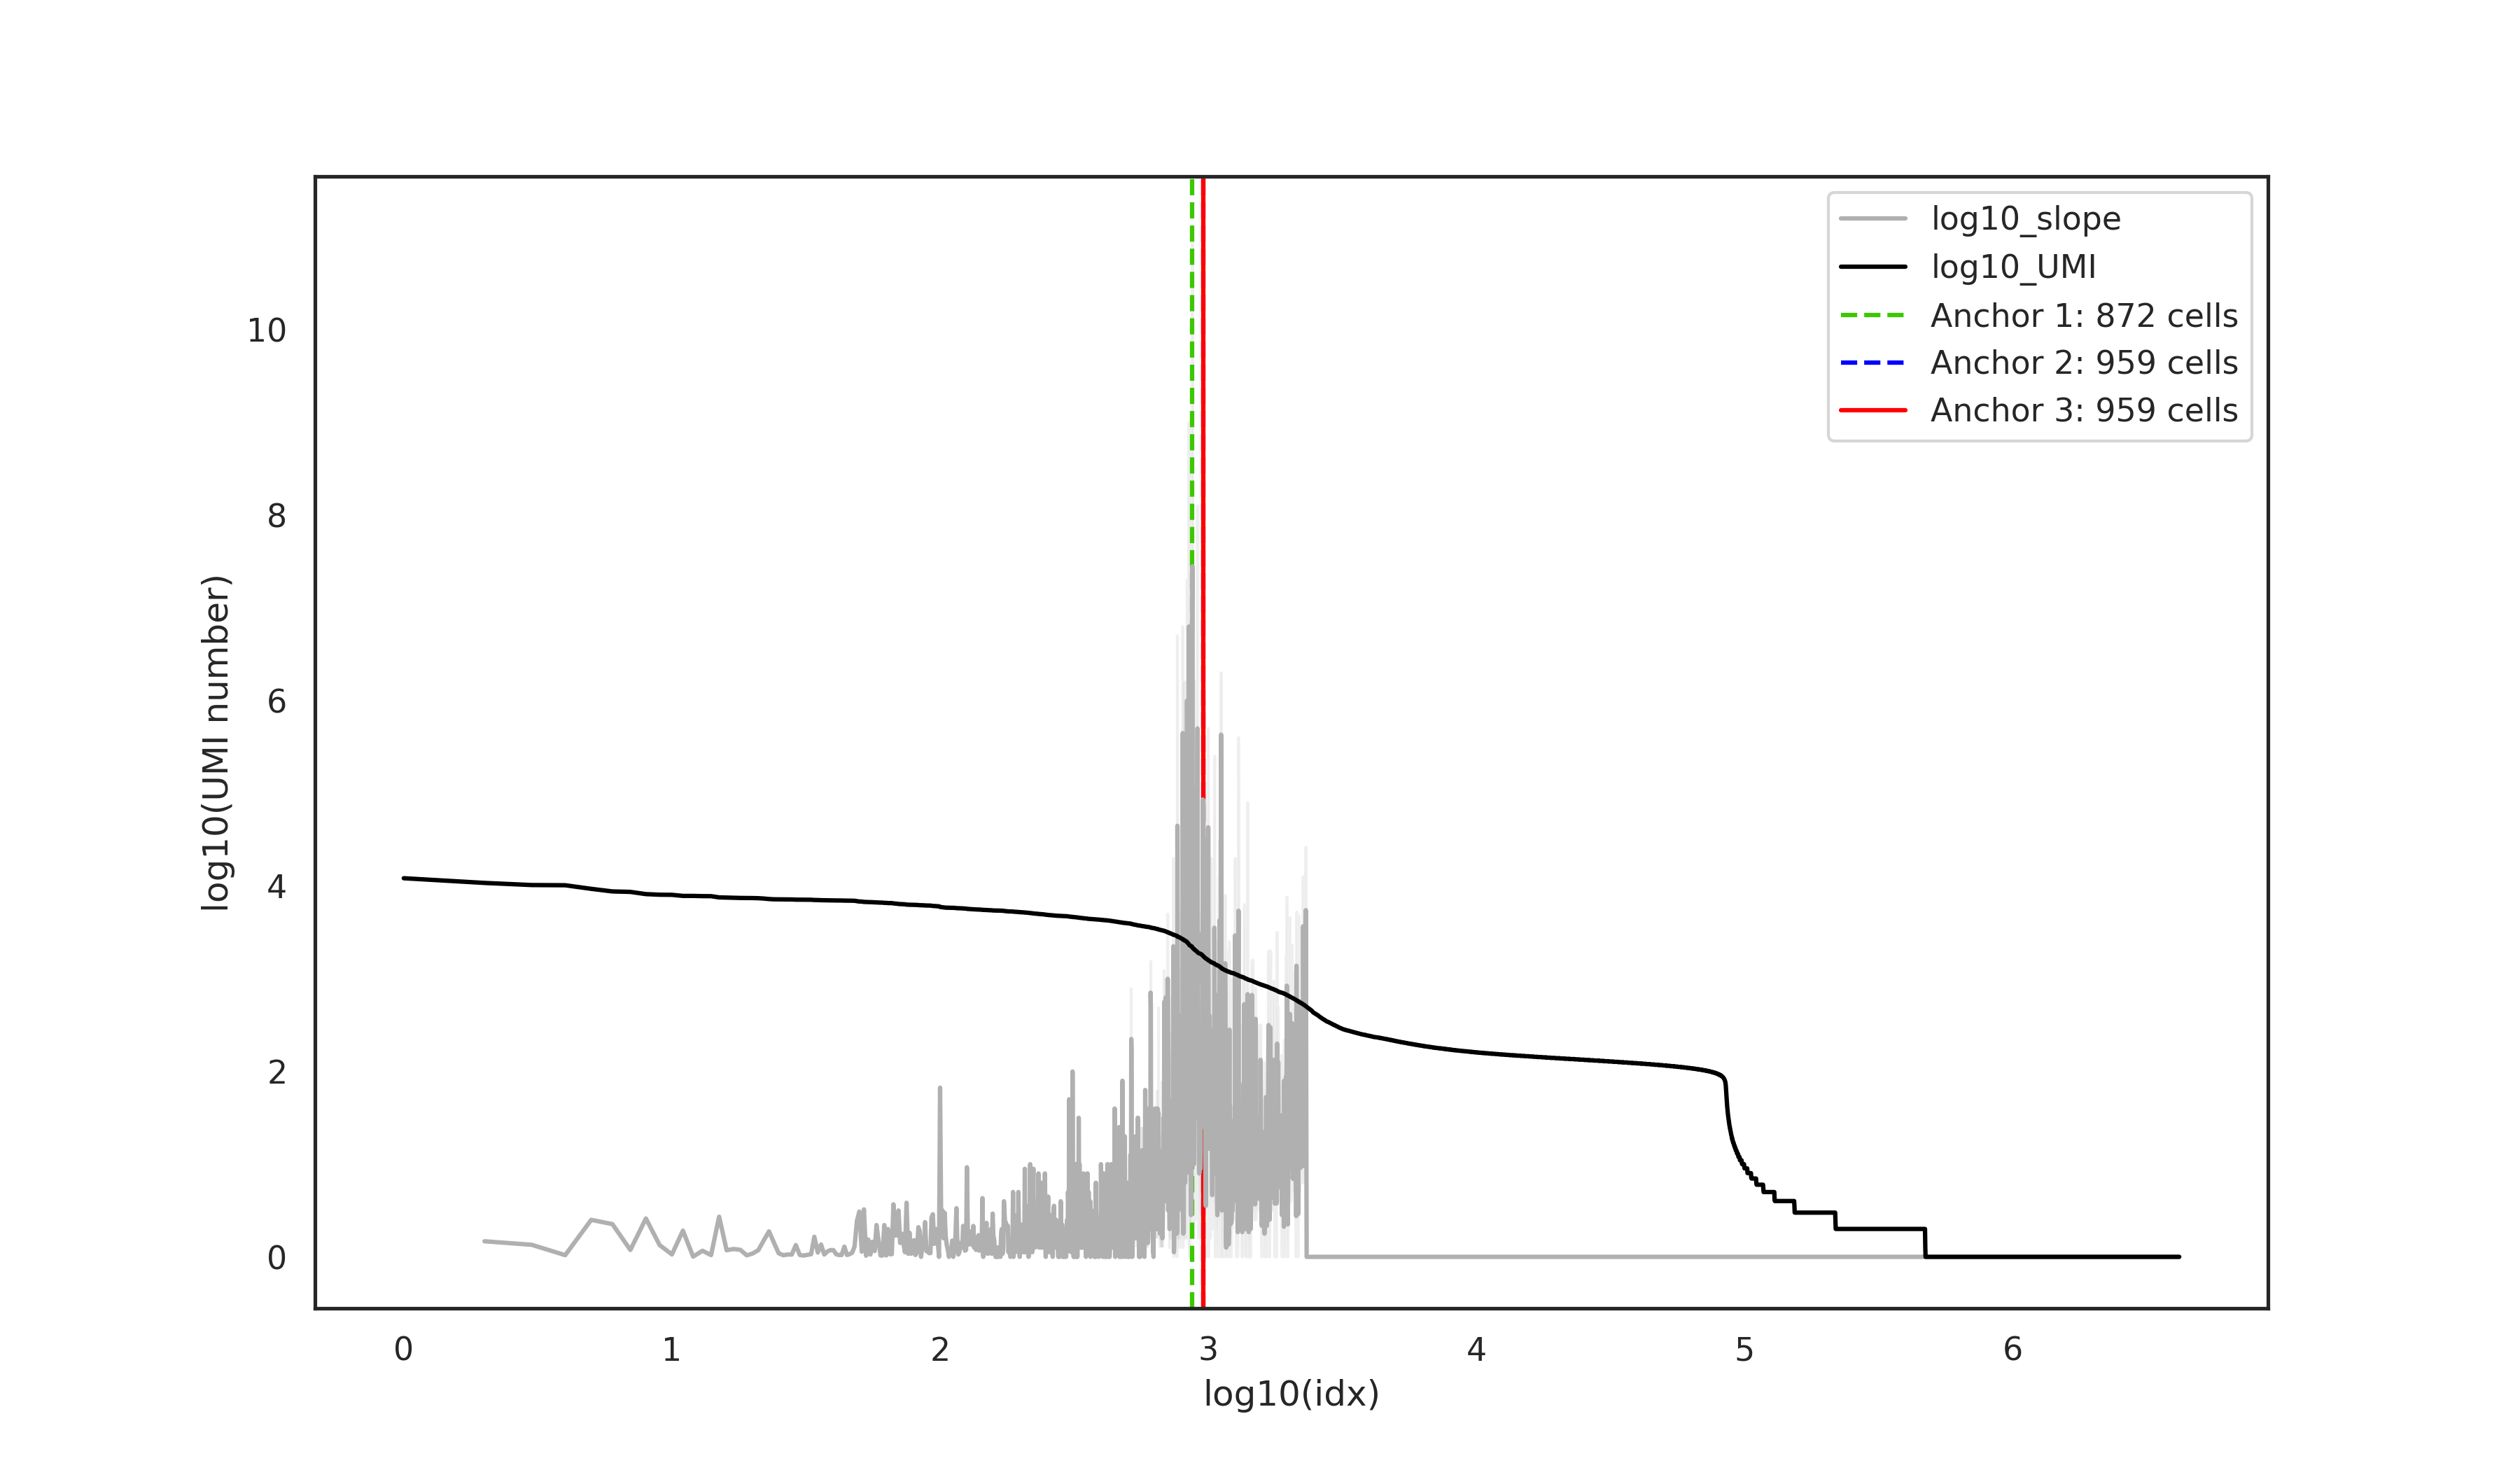 log10_slope
log10_UMI
Anchor 1: 872 cells
Anchor 2: 959 cells
Anchor 3: 959 cells
10
8
6
4
2
0
log10(UMI number)
0 1 2 3 4 5 6
log10(idx)